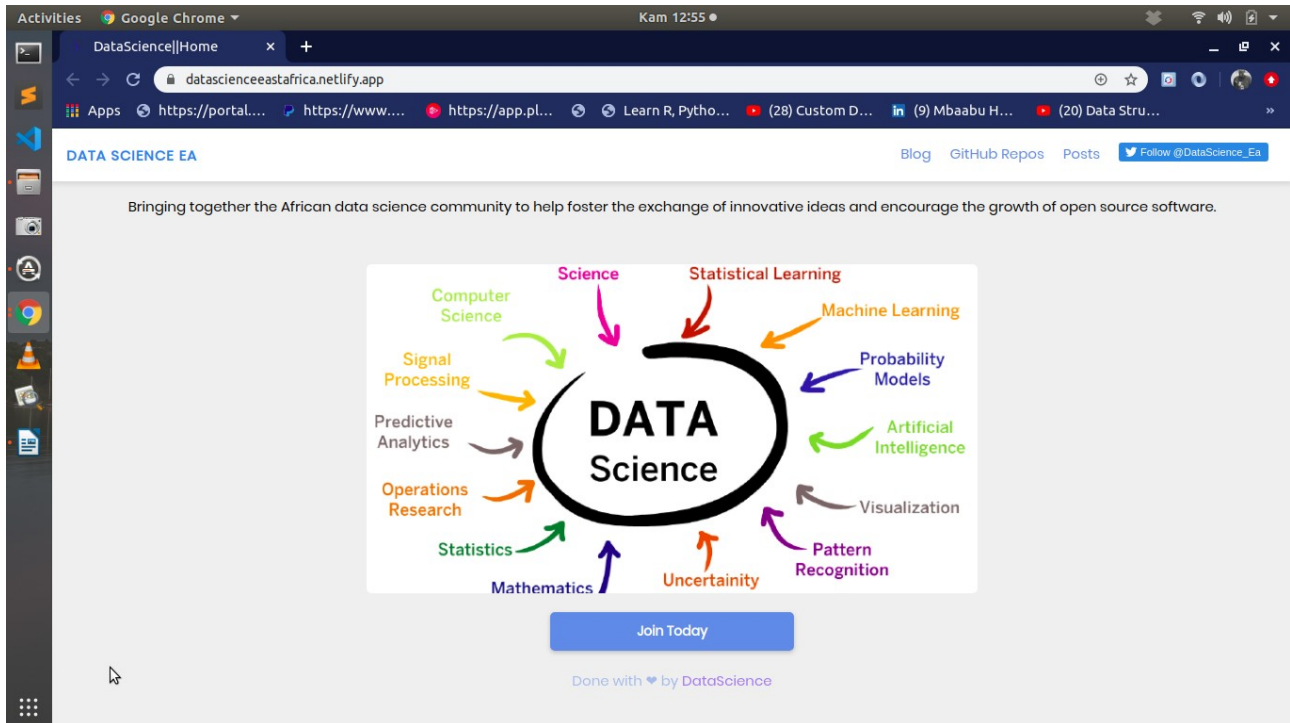 Activities Google Chrome Kam 12:55
DataScience||Home
datascienceeastafrica.netlify.app
Apps https://portal.... https://www.... https://app.pl... Learn R, Pytho... (28) Custom D... in (9) Mbaabu H... (20) Data Stru... »
DATA SCIENCE EA Blog GitHub Repos Posts Follow @DataScience_Ea
Bringing together the African data science community to help foster the exchange of innovative ideas and encourage the growth of open source software.
Science
Statistical Learning
Computer
Science
Machine Learning
Signal
Processing
Probability
Models
Predictive
Analytics
DATA
Science
Artificial
Intelligence
Operations
Research
Visualization
Statistics
Pattern
Recognition
Mathematics
Uncertainity
Join Today
Done with ❤ by DataScience